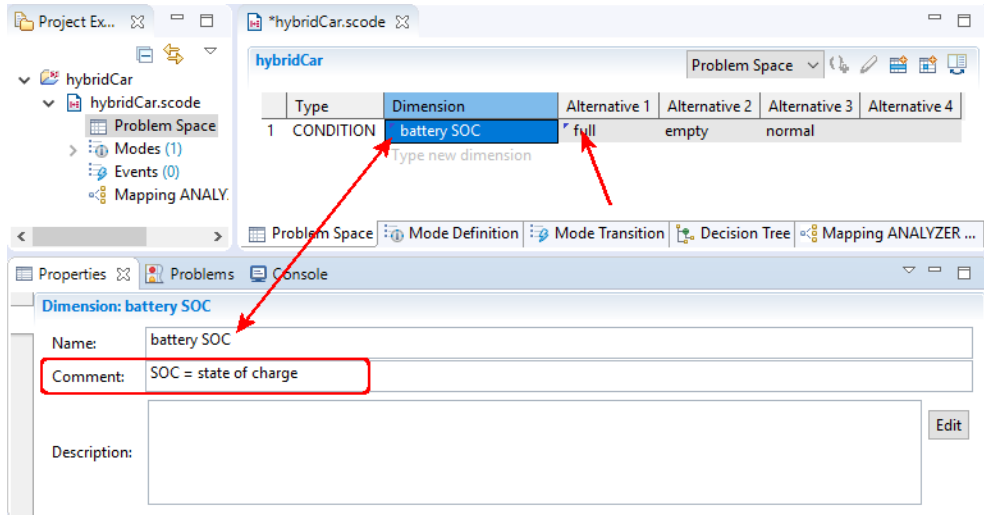 Project Ex...
*hybridCar.scode
hybridCar
hybridCar.scode
Problem Space
Modes (1)
Events (0)
Mapping ANALY.
hybridCar
Problem Space
Type Dimension Alternative 1 Alternative 2 Alternative 3 Alternative 4
1 CONDITION battery SOC full empty normal
Type new dimension
Problem Space Mode Definition Mode Transition Decision Tree Mapping ANALYZER ...
Properties Problems Console
Dimension: battery SOC
Name: battery SOC
Comment: SOC = state of charge
Description:
Edit